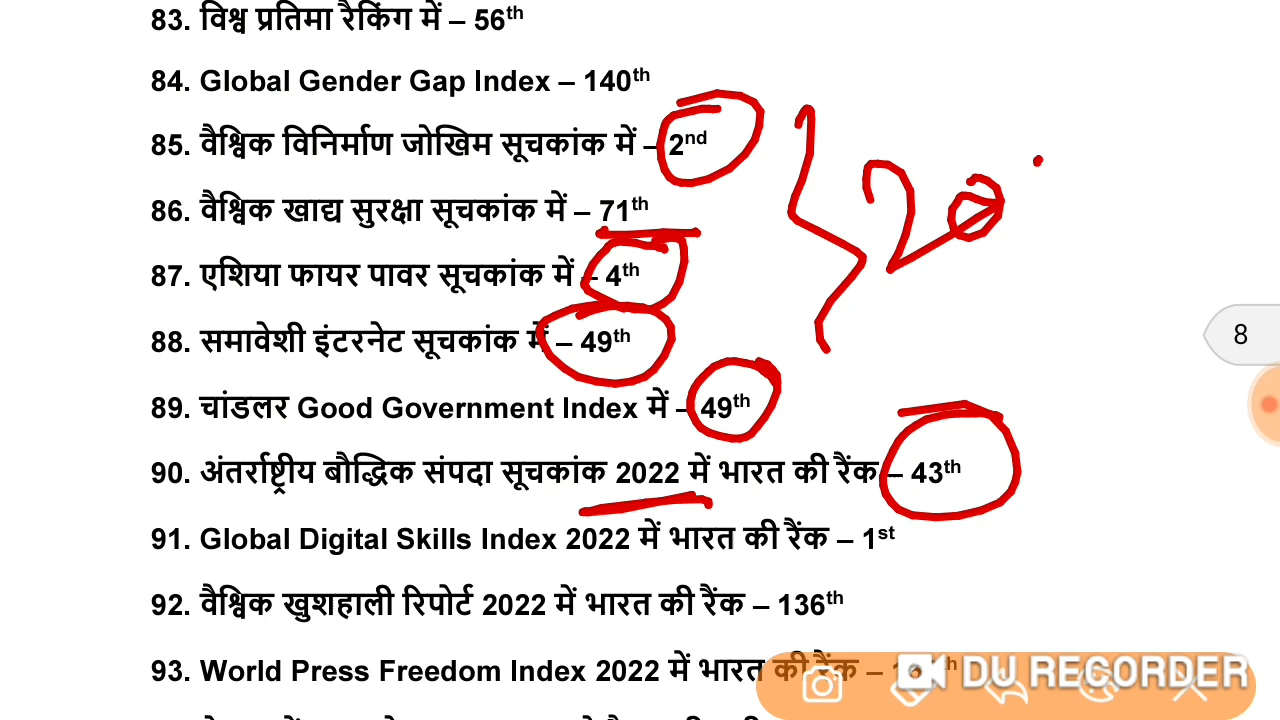 83. विश्व प्रतिमा रैकिंग में – 56th
84. Global Gender Gap Index – 140th
85. वैश्विक विनिर्माण जोखिम सूचकांक में – 2nd
86. वैश्विक खाद्य सुरक्षा सूचकांक में – 71th
87. एशिया फायर पावर सूचकांक में – 4th
88. समावेशी इंटरनेट सूचकांक में – 49th
89. चांडलर Good Government Index में – 49th
90. अंतर्राष्ट्रीय बौद्धिक संपदा सूचकांक 2022 में भारत की रैंक – 43th
91. Global Digital Skills Index 2022 में भारत की रैंक – 1st
92. वैश्विक खुशहाली रिपोर्ट 2022 में भारत की रैंक – 136th
93. World Press Freedom Index 2022 में भारत की रैंक –
8
DU RECORDER